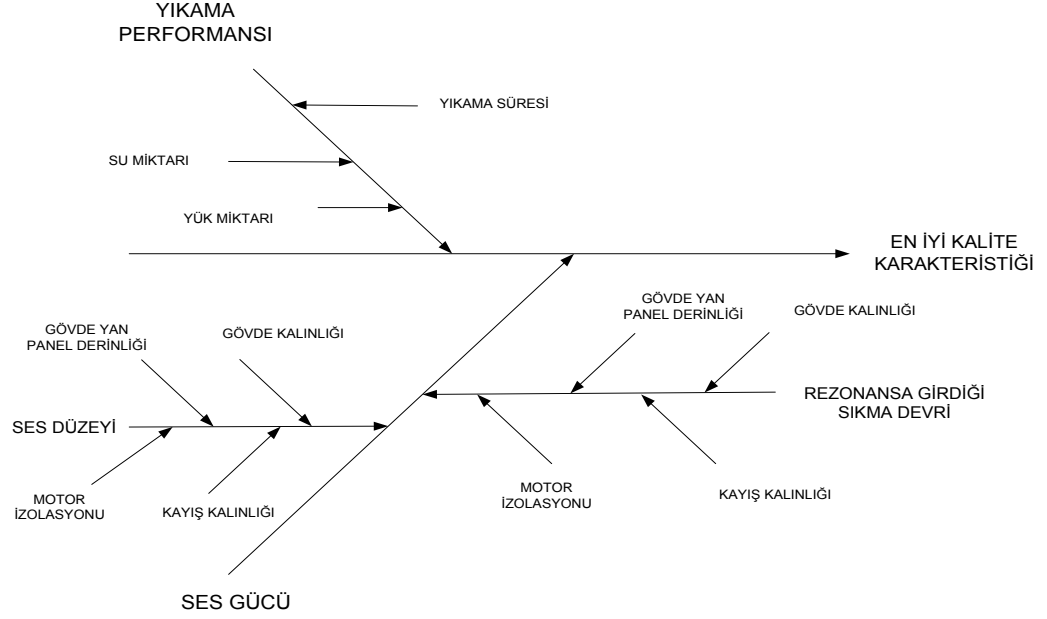 YIKAMA
PERFORMANSI
YIKAMA SÜRESİ
SU MİKTARI
YÜK MİKTARI
EN İYİ KALİTE
KARAKTERİSTİĞİ
GÖVDE YAN
PANEL DERİNLİĞİ
GÖVDE KALINLIĞI
GÖVDE YAN
PANEL DERİNLİĞİ
GÖVDE KALINLIĞI
SES DÜZEYİ
REZONANSA GİRDİĞİ
SIKMA DEVRİ
MOTOR
İZOLASYONU
KAYIŞ KALINLIĞI
MOTOR
İZOLASYONU
KAYIŞ KALINLIĞI
SES GÜCÜ